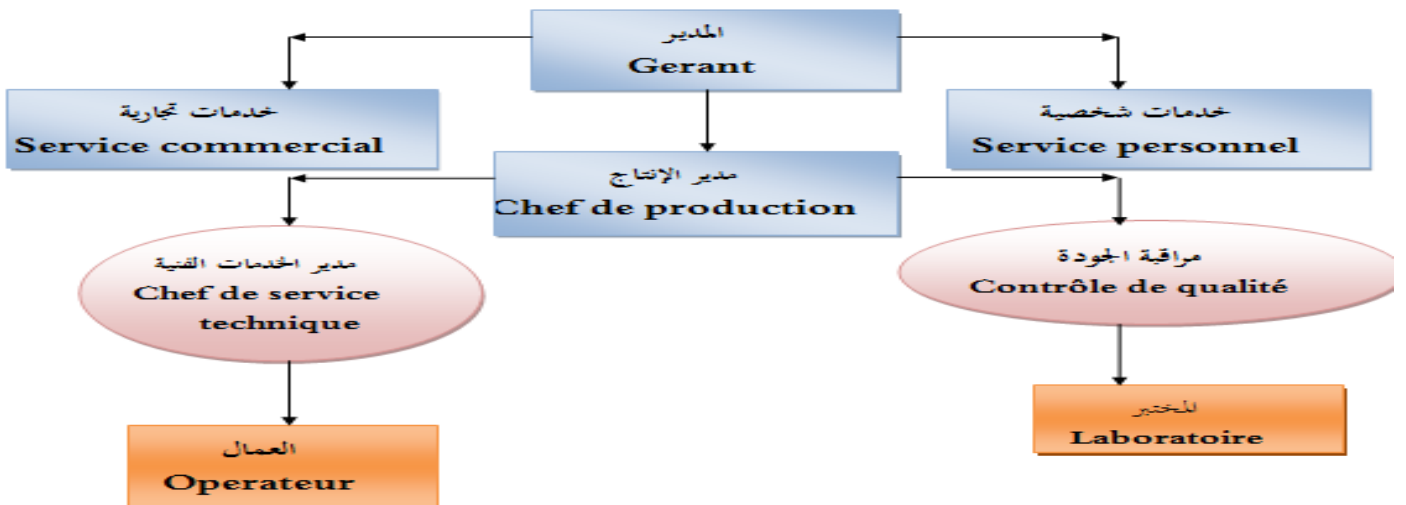 المدير
Gerant
خدمات تجارية
Service commercial
خدمات شخصية
Service personnel
مدير الإنتاج
Chef de production
مدير الخدمات الفنية
Chef de service
technique
مراقبة الجودة
Contrôle de qualité
المختبر
Laboratoire
العمال
Operateur